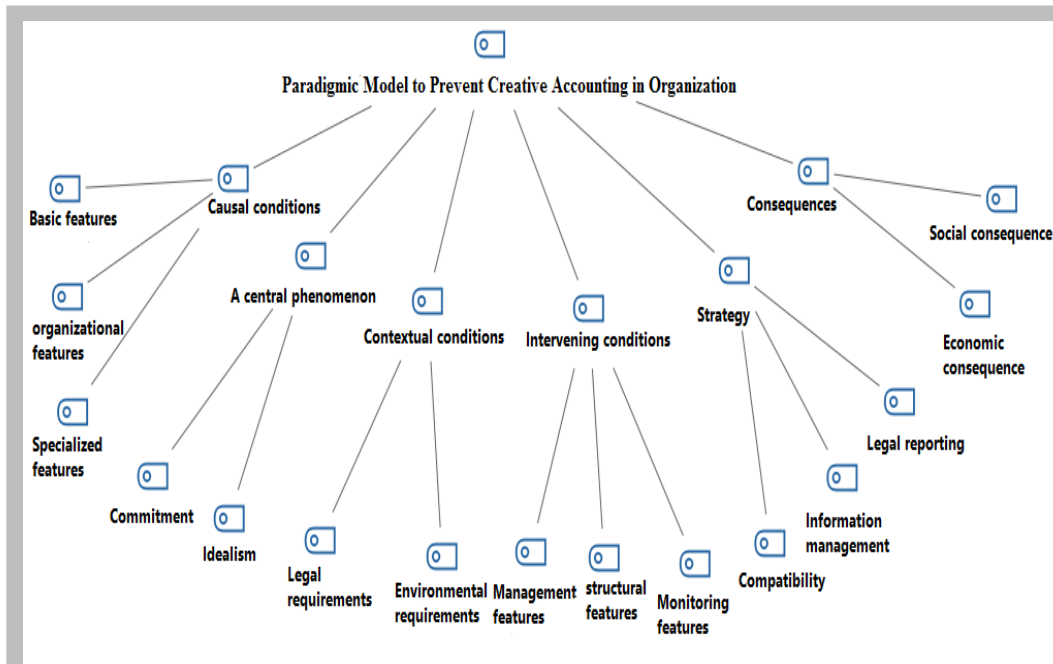 Paradigmic Model to Prevent Creative Accounting in Organization
Causal conditions
Basic features
organizational
features
Specialized
features
A central phenomenon
Commitment
Idealism
Contextual conditions
Legal
requirements
Environmental
requirements
Intervening conditions
Management
features
structural
features
Monitoring
features
Strategy
Compatibility
Information
management
Legal reporting
Consequences
Social consequence
Economic
consequence